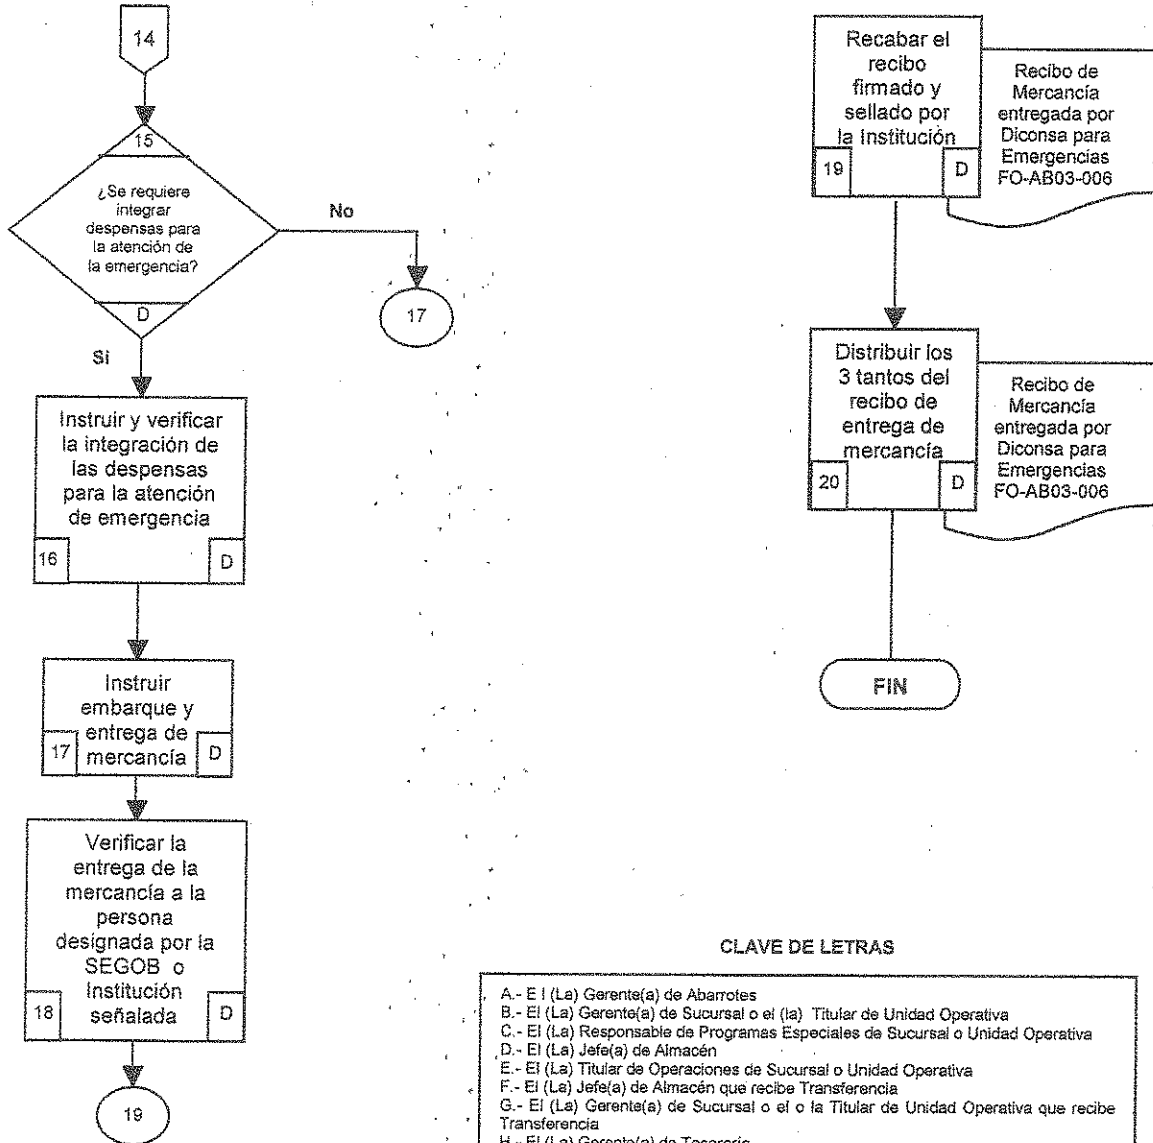 14
15
¿Se requiere
integrar
despensas para
la atención de
la emergencia?
D
No
17
Si
Instruir y verificar
la integración de
las despensas
para la atención
de emergencia
16
D
Instruir
embarque y
entrega de
mercancía
17
D
Verificar la
entrega de la
mercancía a la
persona
designada por la
SEGOB o
Institución
señalada
18
D
19
Recabar el
recibo
firmado y
sellado por
la Institución
19
D
Recibo de
Mercancía
entregada por
Diconsa para
Emergencias
FO-AB03-006
Distribuir los
3 tantos del
recibo de
entrega de
mercancía
20
D
Recibo de
Mercancía
entregada por
Diconsa para
Emergencias
FO-AB03-006
FIN
CLAVE DE LETRAS
A.- E l (La) Gerente(a) de Abarrotes
B.- El (La) Gerente(a) de Sucursal o el (la) Titular de Unidad Operativa
C.- El (La) Responsable de Programas Especiales de Sucursal o Unidad Operativa
D.- El (La) Jefe(a) de Almacén
E.- El (La) Titular de Operaciones de Sucursal o Unidad Operativa
F.- El (La) Jefe(a) de Almacén que recibe Transferencia
G.- El (La) Gerente(a) de Sucursal o el o la Titular de Unidad Operativa que recibe
Transferencia
H.- El (La) Gerente(a) de Tesorería